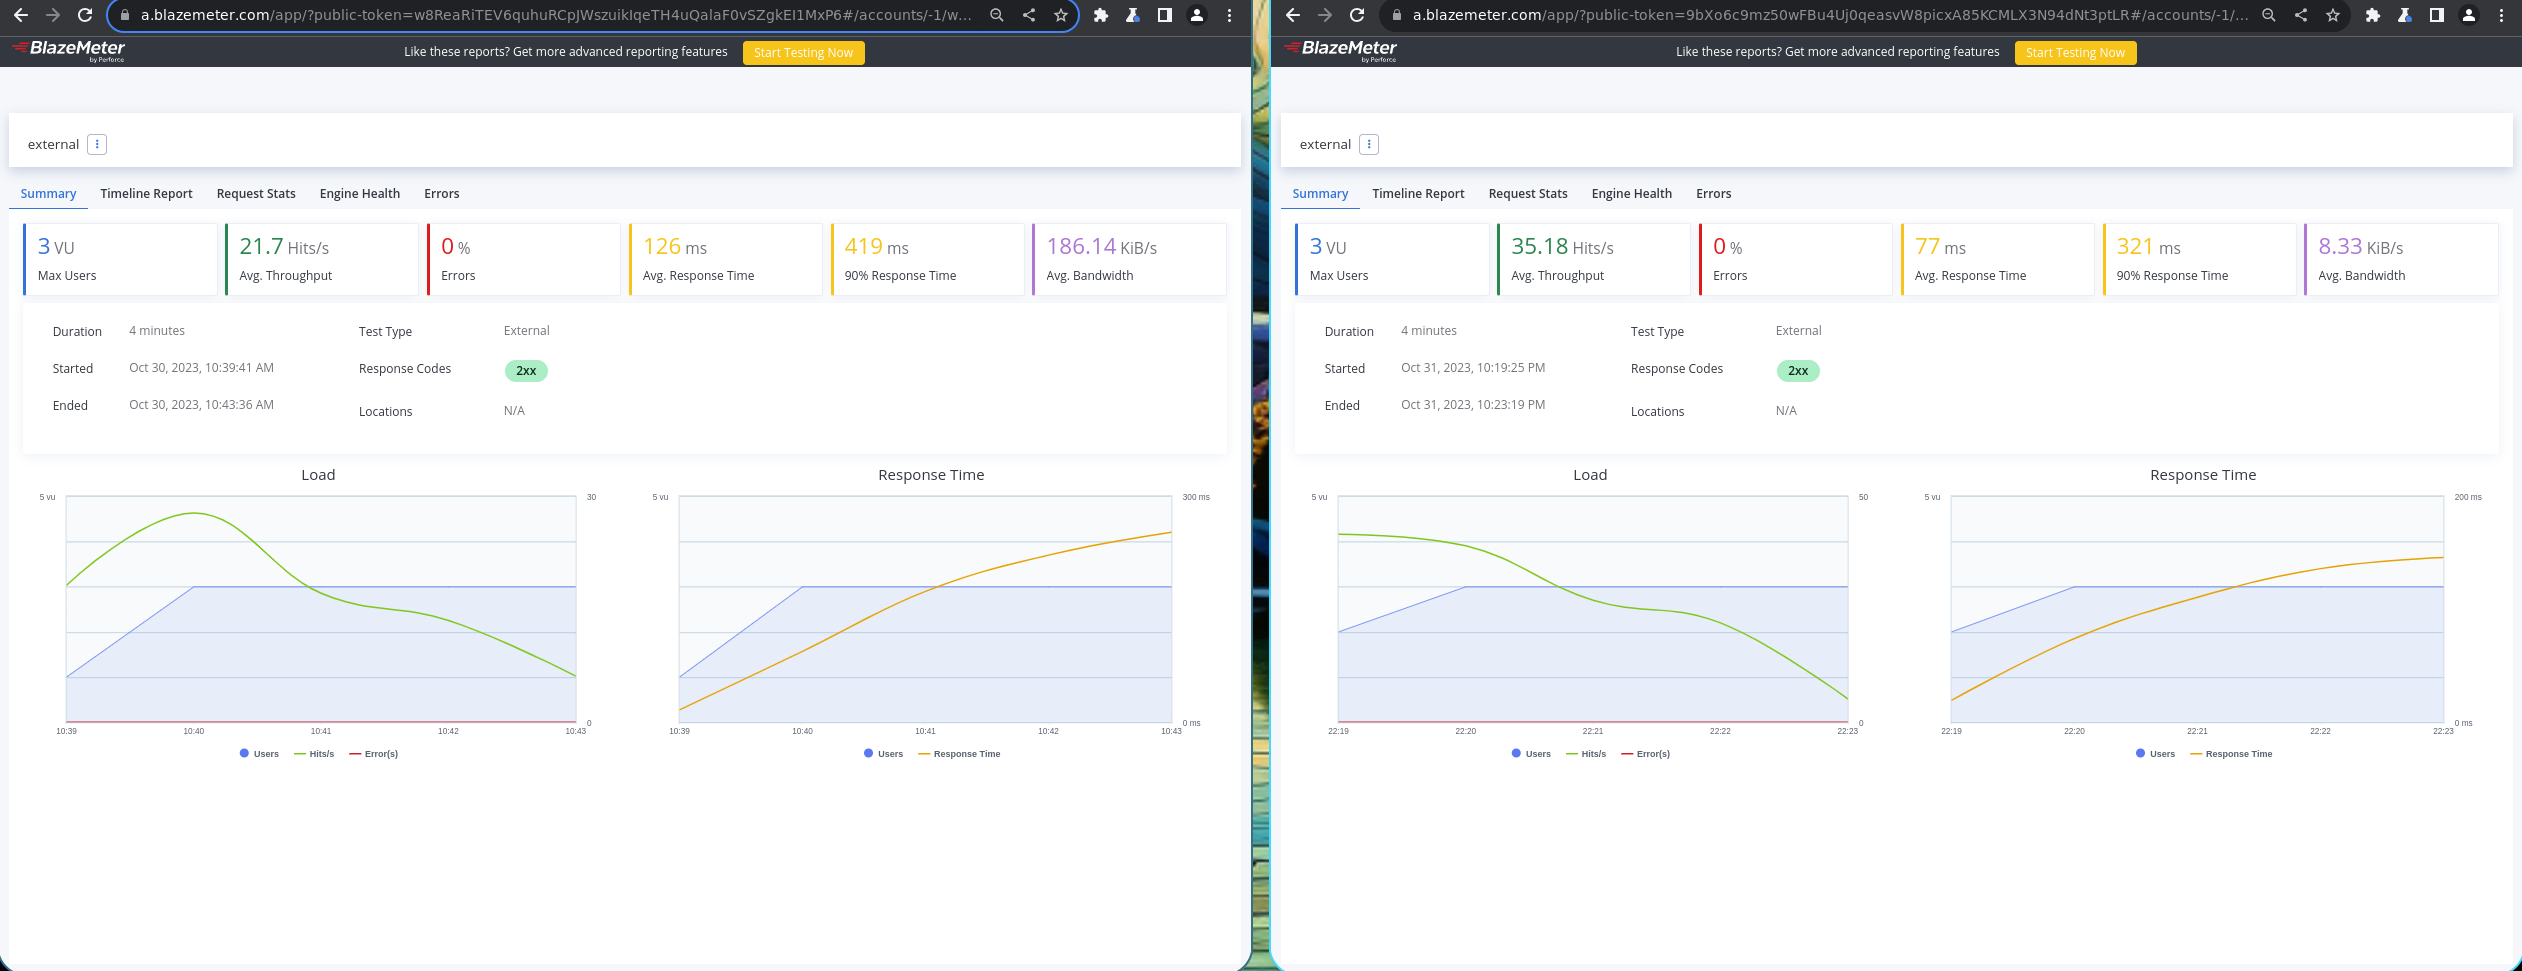 a.blazemeter.com/app/?public-token=w8ReaRiTEV6quhuRCpJWszuikIqeTH4uQalaF0vSZgkEI1MxP6#/accounts/-1/w...
BlazeMeter
by Perforce
Like these reports? Get more advanced reporting features
Start Testing Now
external
Summary Timeline Report Request Stats Engine Health Errors
3 VU
Max Users
21.7 Hits/s
Avg. Throughput
0 %
Errors
126 ms
Avg. Response Time
419 ms
90% Response Time
186.14 KiB/s
Avg. Bandwidth
Duration 4 minutes
Test Type External
Started Oct 30, 2023, 10:39:41 AM
Response Codes 2xx
Ended Oct 30, 2023, 10:43:36 AM
Locations N/A
Load
5 vu
30
0
10:39 10:40 10:41 10:42 10:43
Users Hits/s Error(s)
Response Time
5 vu
300 ms
0 ms
10:39 10:40 10:41 10:42 10:43
Users Response Time
a.blazemeter.com/app/?public-token=9bXo6c9mz50wFBu4Uj0qeasvW8picxA85KCMLX3N94dNt3ptLR#/accounts/-1/...
BlazeMeter
by Perforce
Like these reports? Get more advanced reporting features
Start Testing Now
external
Summary Timeline Report Request Stats Engine Health Errors
3 VU
Max Users
35.18 Hits/s
Avg. Throughput
0 %
Errors
77 ms
Avg. Response Time
321 ms
90% Response Time
8.33 KiB/s
Avg. Bandwidth
Duration 4 minutes
Test Type External
Started Oct 31, 2023, 10:19:25 PM
Response Codes 2xx
Ended Oct 31, 2023, 10:23:19 PM
Locations N/A
Load
5 vu
50
0
22:19 22:20 22:21 22:22 22:23
Users Hits/s Error(s)
Response Time
5 vu
200 ms
0 ms
22:19 22:20 22:21 22:22 22:23
Users Response Time